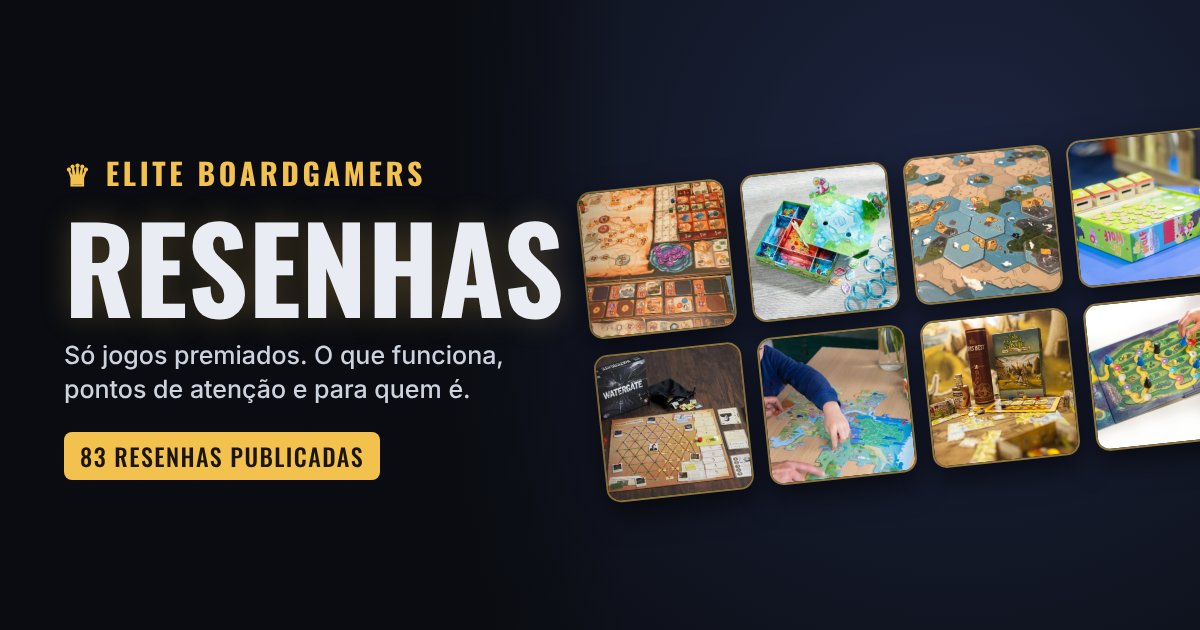 ♛ ELITE BOARDGAMERS
RESENHAS
Só jogos premiados. O que funciona,
pontos de atenção e para quem é.
83 RESENHAS PUBLICADAS
WATERGATE